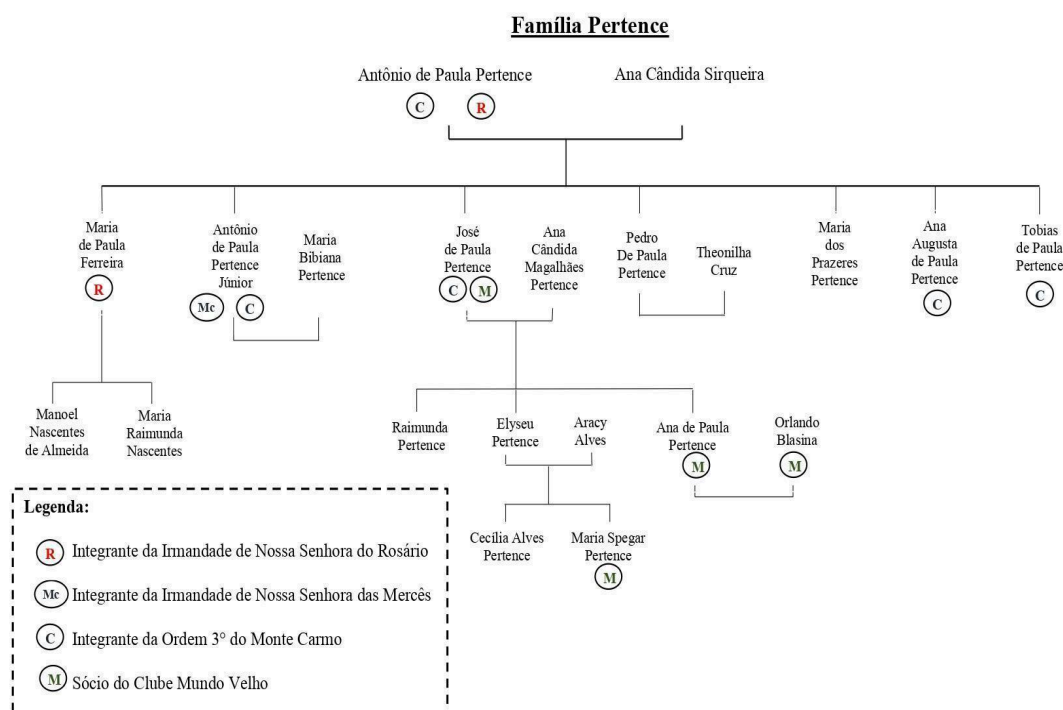 Família Pertence
Antônio de Paula Pertence
Ana Cândida Sirqueira
C
R
Maria
de Paula
Ferreira
R
Antônio
de Paula
Pertence
Júnior
Mc
C
Maria
Bibiana
Pertence
José
de Paula
Pertence
C
M
Ana
Cândida
Magalhães
Pertence
Pedro
De Paula
Pertence
Theonilha
Cruz
Maria
dos
Prazeres
Pertence
Ana
Augusta
de Paula
Pertence
C
Tobias
de Paula
Pertence
C
Manoel
Nascentes
de Almeida
Maria
Raimunda
Nascentes
Raimunda
Pertence
Elyseu
Pertence
Aracy
Alves
Ana de Paula
Pertence
M
Orlando
Blasina
M
Cecília Alves
Pertence
Maria Spegar
Pertence
M
Legenda:
R Integrante da Irmandade de Nossa Senhora do Rosário
Mc Integrante da Irmandade de Nossa Senhora das Mercês
C Integrante da Ordem 3° do Monte Carmo
M Sócio do Clube Mundo Velho